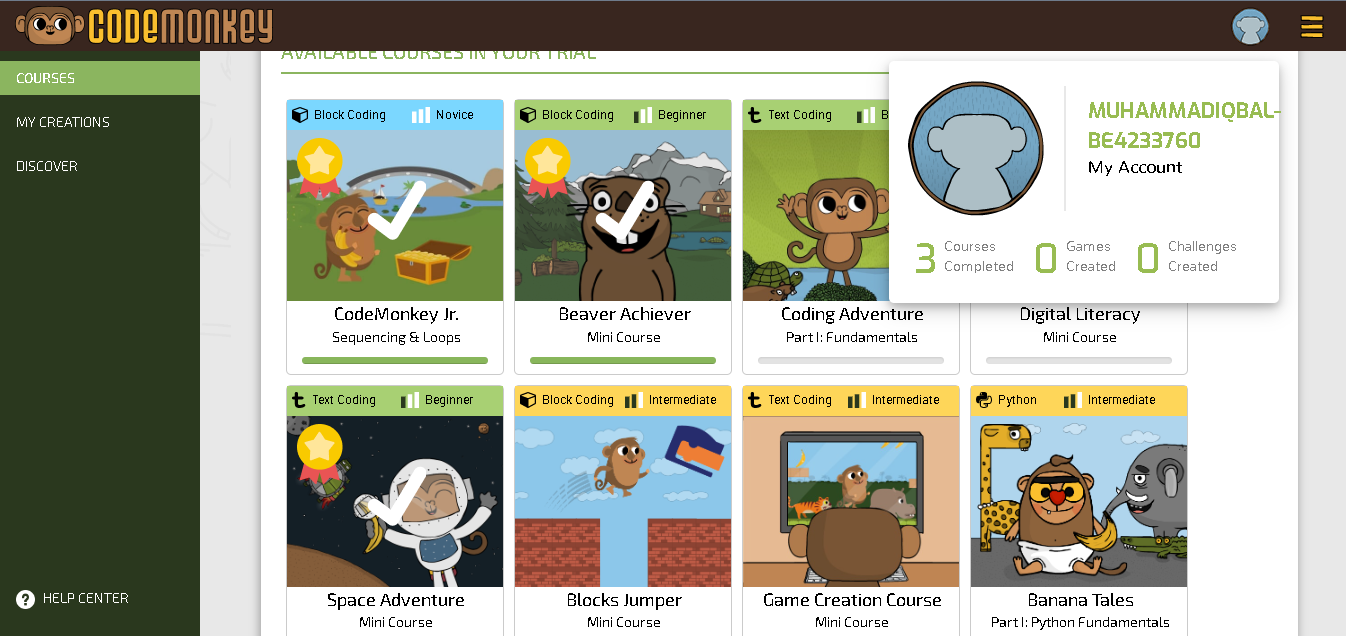 CODEMONKEY
COURSES
MY CREATIONS
DISCOVER
HELP CENTER
AVAILABLE COURSES IN YOUR TRIAL
Block Coding Novice
CodeMonkey Jr.
Sequencing & Loops
Block Coding Beginner
Beaver Achiever
Mini Course
Text Coding B
Coding Adventure
Part I: Fundamentals
Digital Literacy
Mini Course
MUHAMMADIQBAL-
BE4233760
My Account
3 Courses
Completed
0 Games
Created
0 Challenges
Created
Text Coding Beginner
Space Adventure
Mini Course
Block Coding Intermediate
Blocks Jumper
Mini Course
Text Coding Intermediate
Game Creation Course
Mini Course
Python Intermediate
Banana Tales
Part I: Python Fundamentals